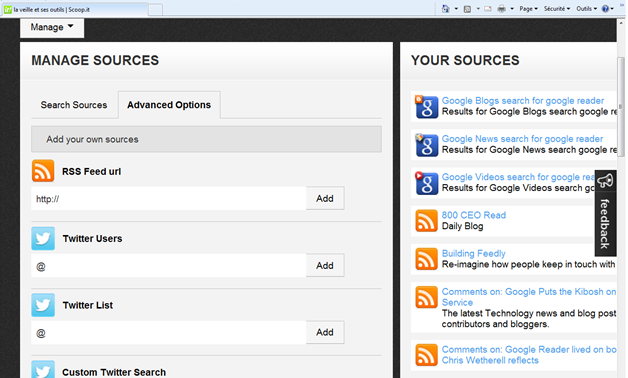 la veille et ses outils | Scoop.it
Page
Sécurité
Outils
Manage
MANAGE SOURCES
Search Sources
Advanced Options
Add your own sources
RSS Feed url
http://
Add
Twitter Users
@
Add
Twitter List
@
Add
Custom Twitter Search
YOUR SOURCES
Google Blogs search for google reader
Results for Google Blogs search google re
Google News search for google reader
Results for Google News search google re
Google Videos search for google rea
Results for Google Videos search go
800 CEO Read
Daily Blog
Building Feedly
Re-imagine how people keep in touch with
Comments on: Google Puts the Kibosh on
Service
The latest Technology news and blog post
contributors and bloggers.
Comments on: Google Reader lived on bo
Chris Wetherell reflects
feedback